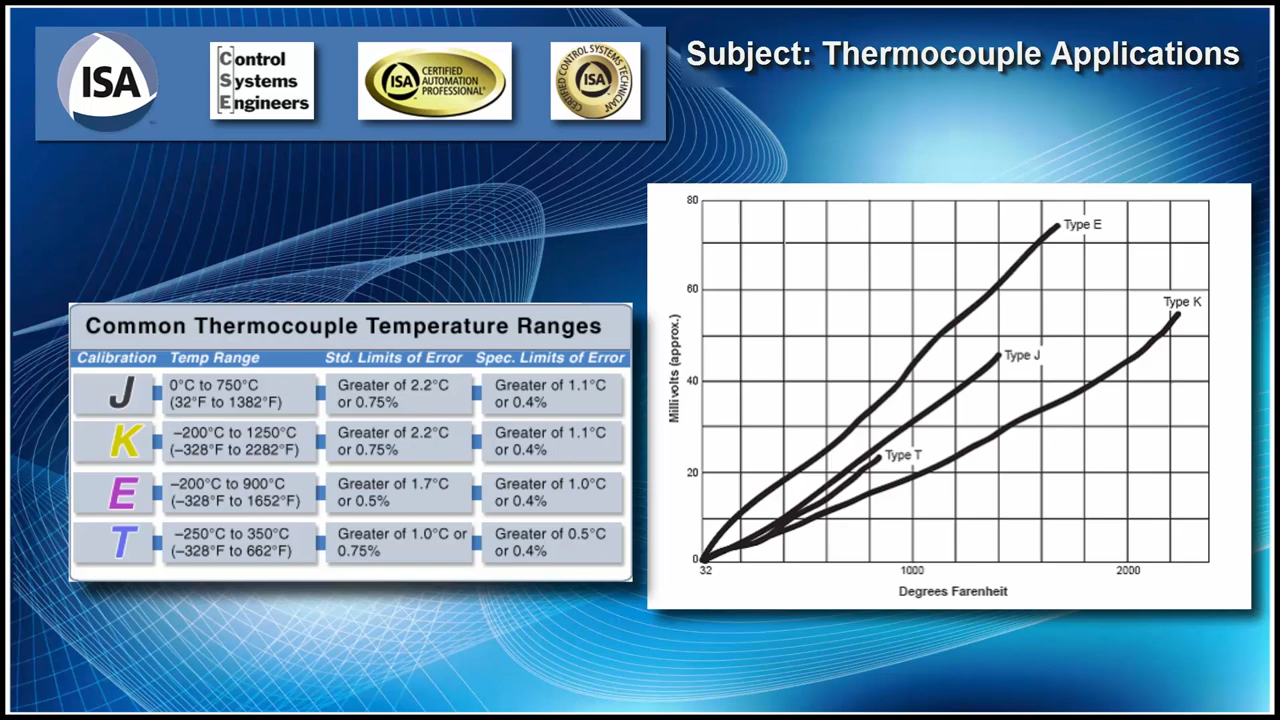 ISA
Control
Systems
Engineers
ISA
CERTIFIED
AUTOMATION
PROFESSIONAL®
CERTIFIED CONTROL SYSTEMS TECHNICIAN
ISA
Subject: Thermocouple Applications
Common Thermocouple Temperature Ranges
Calibration Temp Range Std. Limits of Error Spec. Limits of Error
J 0°C to 750°C Greater of 2.2°C Greater of 1.1°C
(32°F to 1382°F) or 0.75% or 0.4%
K –200°C to 1250°C Greater of 2.2°C Greater of 1.1°C
(–328°F to 2282°F) or 0.75% or 0.4%
E –200°C to 900°C Greater of 1.7°C Greater of 1.0°C
(–328°F to 1652°F) or 0.5% or 0.4%
T –250°C to 350°C Greater of 1.0°C or Greater of 0.5°C
(–328°F to 662°F) 0.75% or 0.4%
80
60
40
20
0
Millivolts (approx.)
Type E
Type K
Type J
Type T
32 1000 2000
Degrees Farenheit